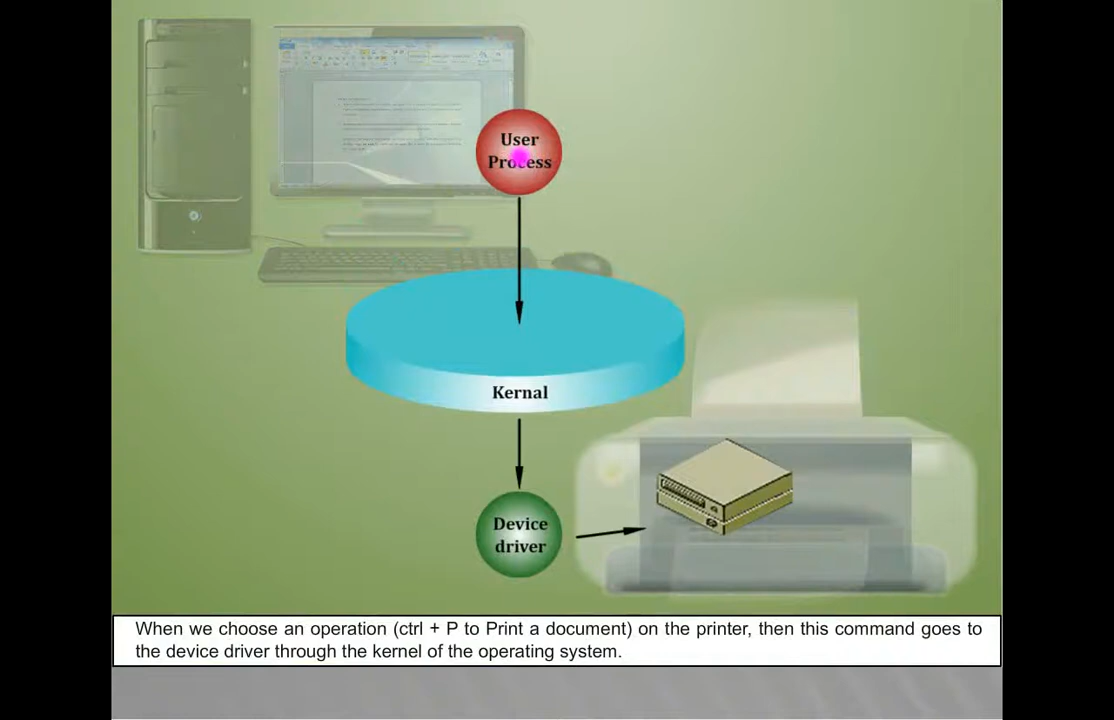 User
Process
Kernal
Device
driver
When we choose an operation (ctrl + P to Print a document) on the printer, then this command goes to
the device driver through the kernel of the operating system.